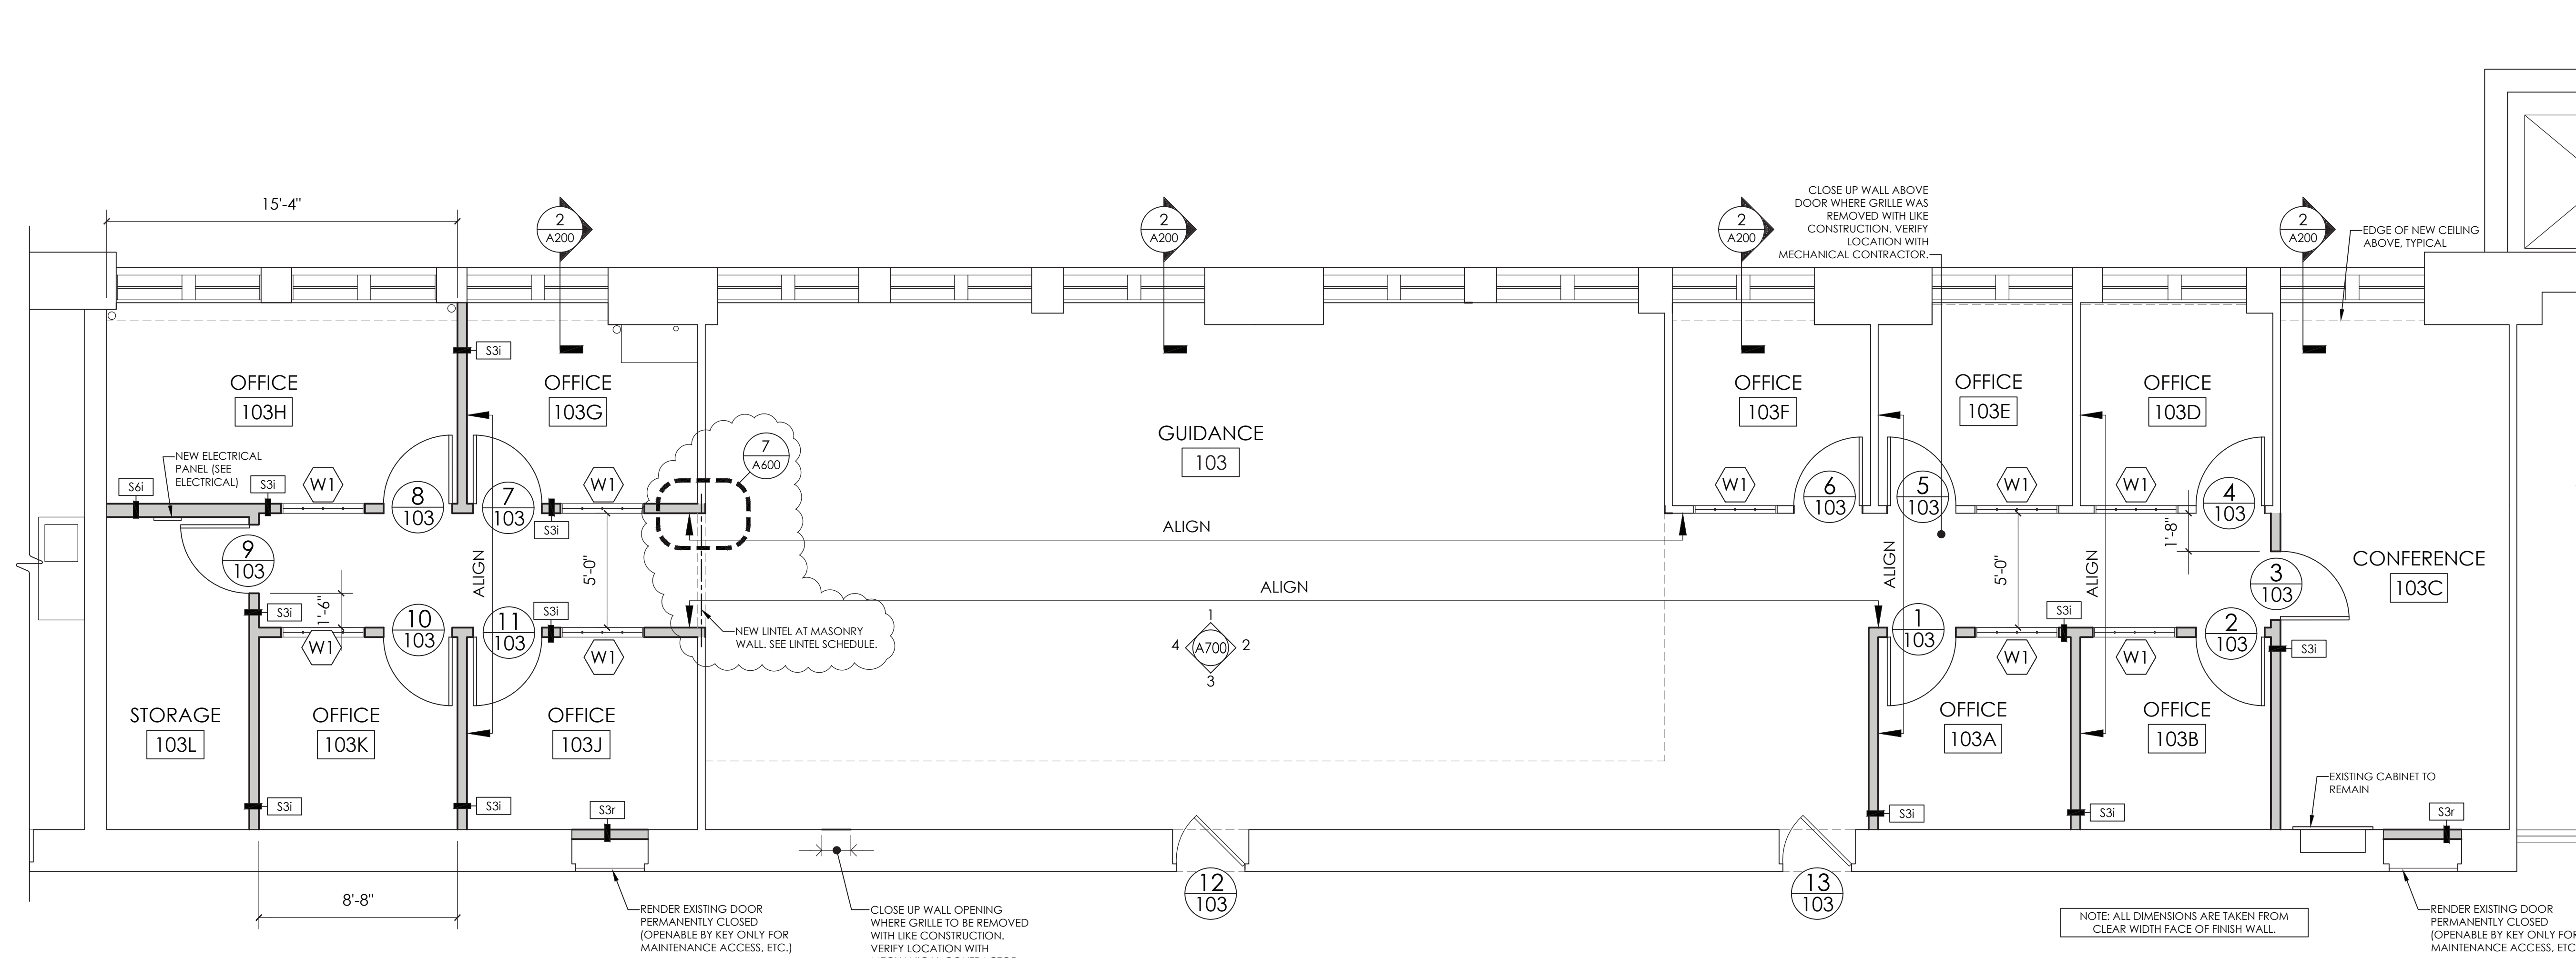 15'-4"
2
A200
2
A200
2
A200
CLOSE UP WALL ABOVE
DOOR WHERE GRILLE WAS
REMOVED WITH LIKE
CONSTRUCTION. VERIFY
LOCATION WITH
MECHANICAL CONTRACTOR.
2
A200
EDGE OF NEW CEILING
ABOVE, TYPICAL
S3i
OFFICE
103H
OFFICE
103G
GUIDANCE
103
OFFICE
103F
OFFICE
103E
OFFICE
103D
NEW ELECTRICAL
PANEL (SEE
ELECTRICAL)
S6i
S3i
W1
8
103
7
103
S3i
W1
7
A600
W1
6
103
5
103
W1
W1
4
103
1'-8"
ALIGN
9
103
ALIGN
5'-0"
ALIGN
ALIGN
5'-0"
ALIGN
3
103
CONFERENCE
103C
S3i
1'-6"
W1
10
103
11
103
S3i
W1
NEW LINTEL AT MASONRY
WALL. SEE LINTEL SCHEDULE.
1
4
A700
2
3
1
103
S3i
W1
W1
2
103
S3i
STORAGE
103L
OFFICE
103K
OFFICE
103J
OFFICE
103A
OFFICE
103B
S3i
S3i
S3r
S3i
S3i
EXISTING CABINET TO
REMAIN
S3r
8'-8"
RENDER EXISTING DOOR
PERMANENTLY CLOSED
(OPENABLE BY KEY ONLY FOR
MAINTENANCE ACCESS, ETC.)
CLOSE UP WALL OPENING
WHERE GRILLE TO BE REMOVED
WITH LIKE CONSTRUCTION.
VERIFY LOCATION WITH
12
103
13
103
NOTE: ALL DIMENSIONS ARE TAKEN FROM
CLEAR WIDTH FACE OF FINISH WALL.
RENDER EXISTING DOOR
PERMANENTLY CLOSED
(OPENABLE BY KEY ONLY FOR
MAINTENANCE ACCESS, ETC